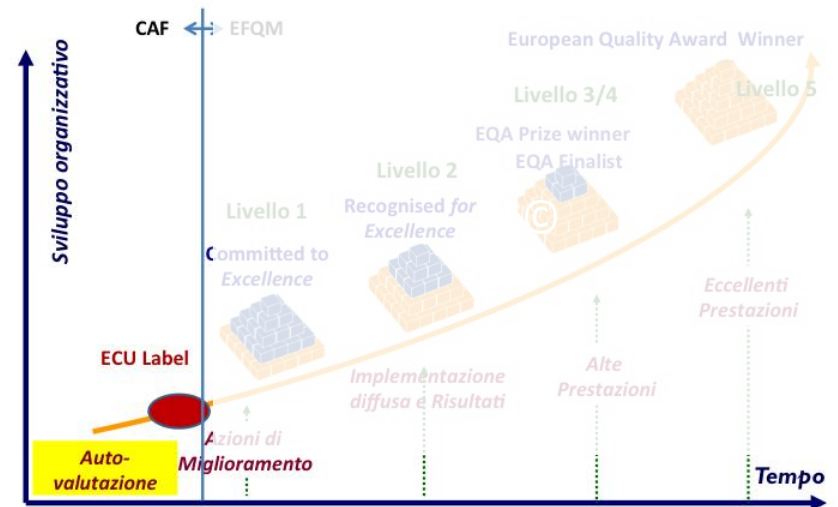 CAF EFQM
European Quality Award Winner
Sviluppo organizzativo
Livello 5
Livello 3/4
EQA Prize winner
EQA Finalist
Livello 2
Recognised for
Excellence
Livello 1
Committed to
Excellence
©
Eccellenti
Prestazioni
ECU Label
Alte
Prestazioni
Implementazione
diffusa e Risultati
Azioni di
Miglioramento
Auto-
valutazione
Tempo